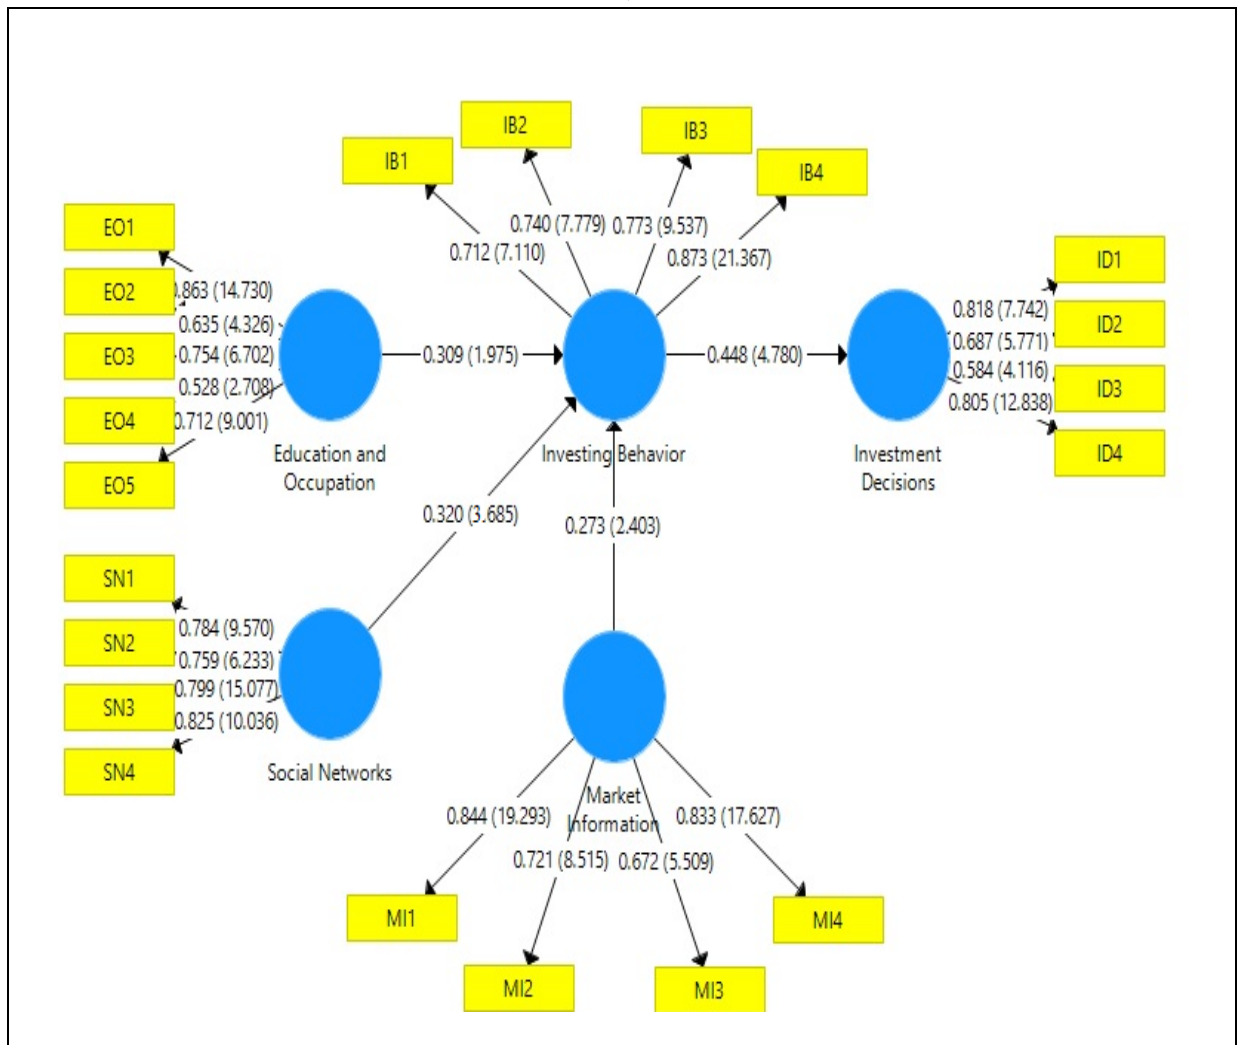 IB2
IB3
IB1
IB4
0.740 (7.779)
0.773 (9.537)
0.712 (7.110)
0.873 (21.367)
EO1
EO2
EO3
EO4
EO5
.863 (14.730)
0.635 (4.326)
0.754 (6.702)
0.528 (2.708)
0.712 (9.001)
Education and
Occupation
0.309 (1.975)
Investing Behavior
0.448 (4.780)
Investment
Decisions
0.818 (7.742)
0.687 (5.771)
0.584 (4.116)
0.805 (12.838)
ID1
ID2
ID3
ID4
0.320 (3.685)
0.273 (2.403)
SN1
SN2
SN3
SN4
0.784 (9.570)
0.759 (6.233)
0.799 (15.077)
0.825 (10.036)
Social Networks
Market
Information
0.844 (19.293)
0.833 (17.627)
0.721 (8.515)
0.672 (5.509)
MI1
MI4
MI2
MI3